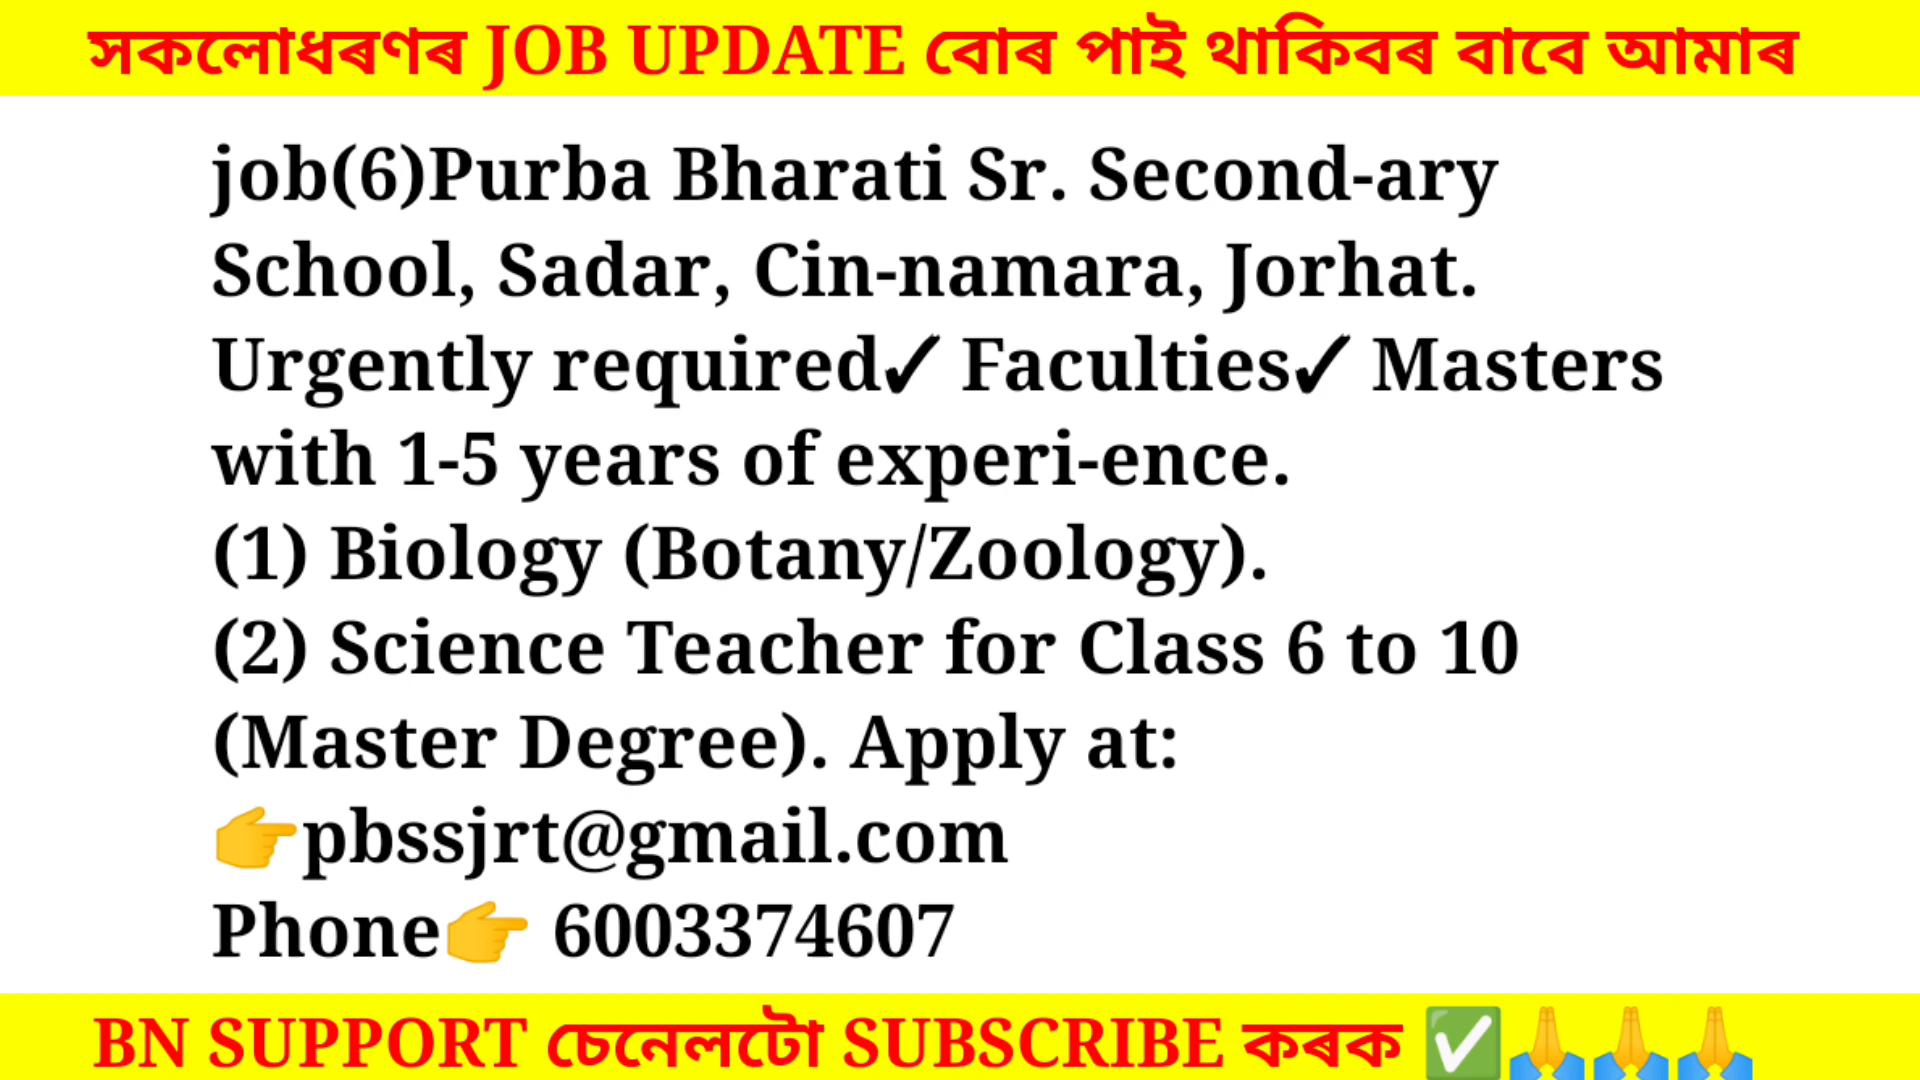 সকলোধৰণৰ JOB UPDATE বোৰ পাই থাকিবৰ বাবে আমাৰ
job(6)Purba Bharati Sr. Second-ary
School, Sadar, Cin-namara, Jorhat.
Urgently required✓ Faculties✓ Masters
with 1-5 years of experi-ence.
(1) Biology (Botany/Zoology).
(2) Science Teacher for Class 6 to 10
(Master Degree). Apply at:
👉pbssjrt@gmail.com
Phone👉 6003374607
BN SUPPORT চেনেলটো SUBSCRIBE কৰক ✅🙏🙏🙏